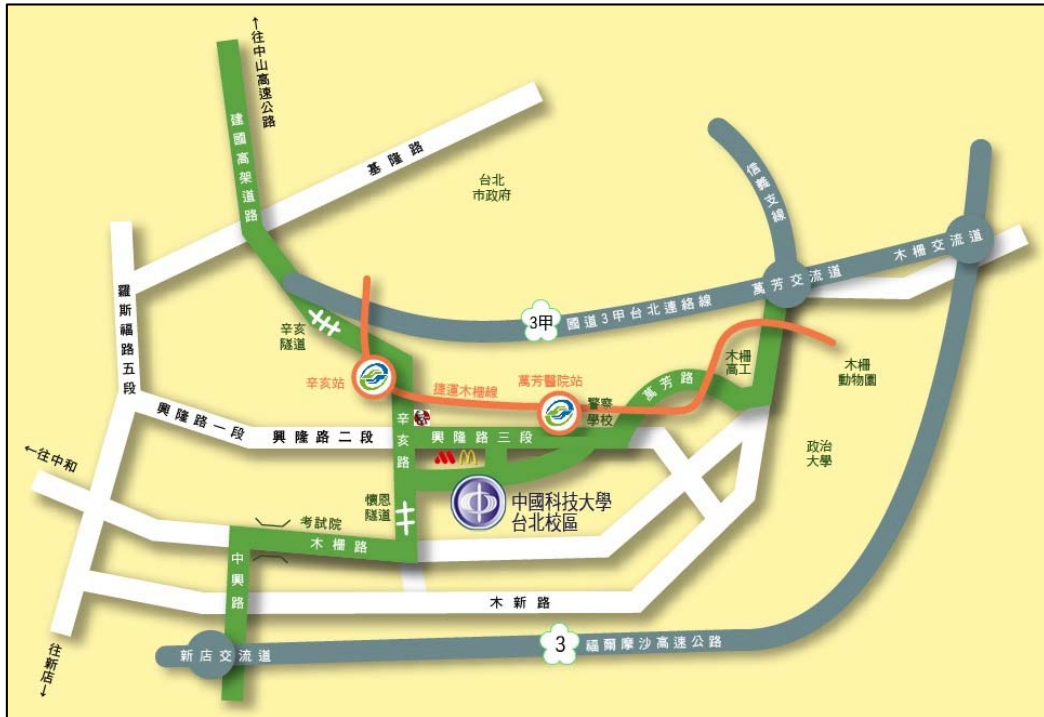 ↑往中山高速公路
建國高架道路
基隆路
台北
市政府
信義支線
木柵交流道
萬芳交流道
國道3甲台北連絡線
3甲
羅斯福路五段
辛亥
隧道
辛亥站
捷運木柵線
萬芳醫院站
萬芳路
木柵
高工
木柵
動物園
警察
學校
政治
大學
興隆路一段
興隆路二段
辛亥路
KFC
興隆路三段
←往中和
懷恩
隧道
中國科技大學
台北校區
考試院
木柵路
中興路
木新路
新店交流道
3
福爾摩沙高速公路
往新店↓